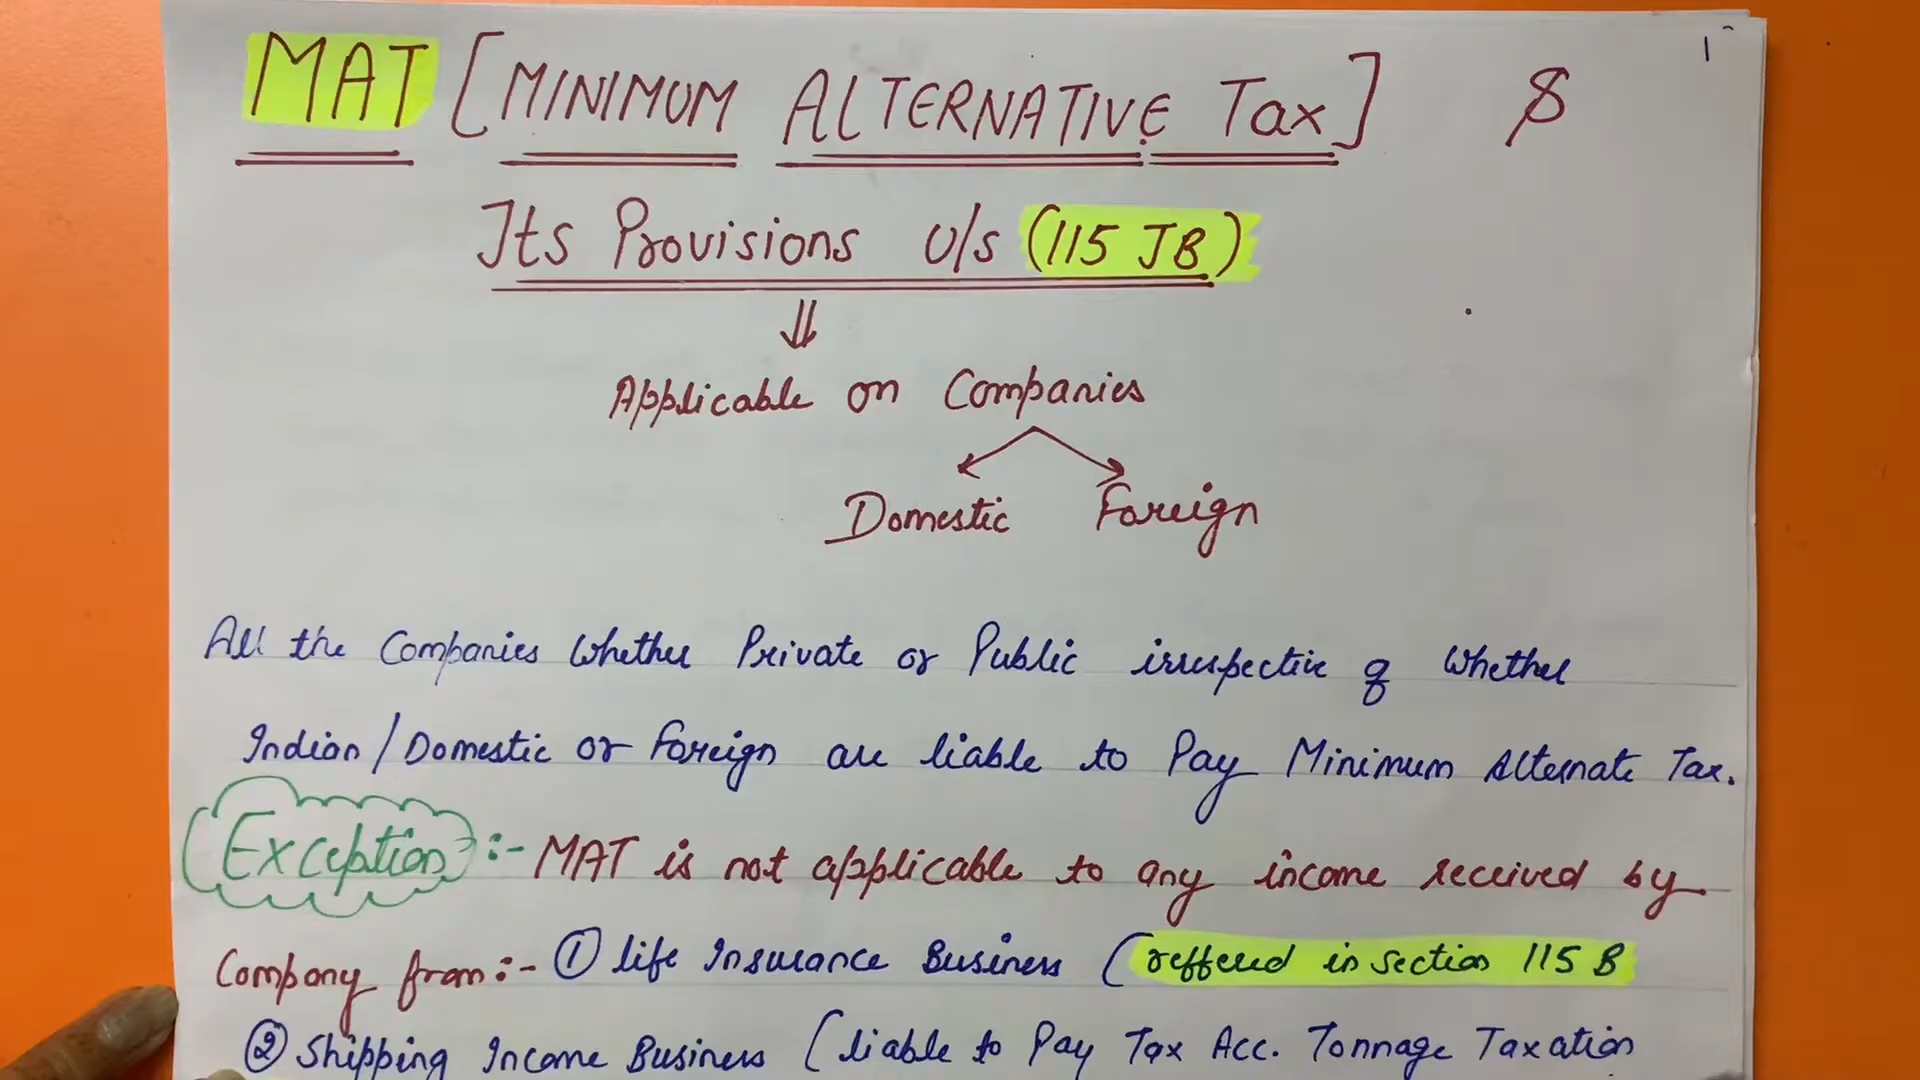 1
MAT [MINIMUM ALTERNATIVE Tax] $
Its Provisions U/s (115 JB)
Applicable on Companies
Domestic Foreign
All the Companies Whether Private or Public irrespective of Whether
Indian/Domestic or Foreign are liable to Pay Minimum Alternate Tax.
Exception :- MAT is not applicable to any income received by
Company from :- ① life Insurance Business (reffered in section 115 B
② Shipping Income Business (liable to Pay Tax Acc. Tonnage Taxation